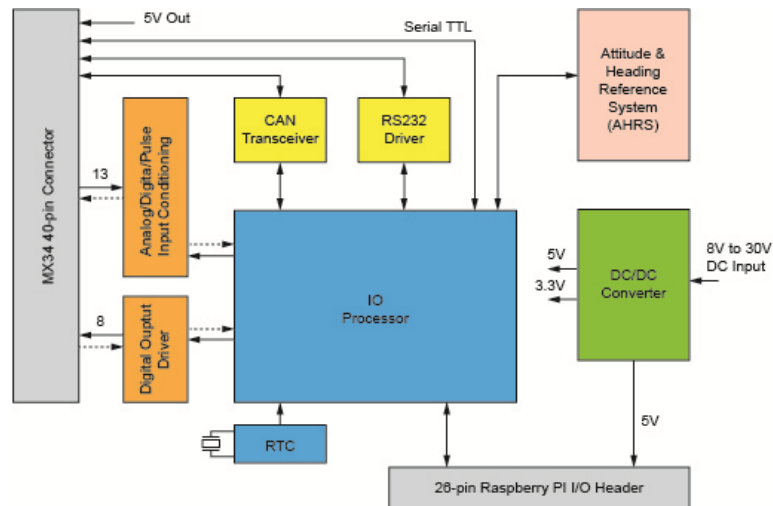 5V Out
Serial TTL
Attitude &
Heading
Reference
System
(AHRS)
CAN
Transceiver
RS232
Driver
MX34 40-pin Connector
13
Analog/Digita/Pulse
Input Conditioning
8V to 30V
DC Input
5V
3.3V
DC/DC
Converter
IO
Processor
8
Digital Ouptut
Driver
5V
RTC
26-pin Raspberry PI I/O Header